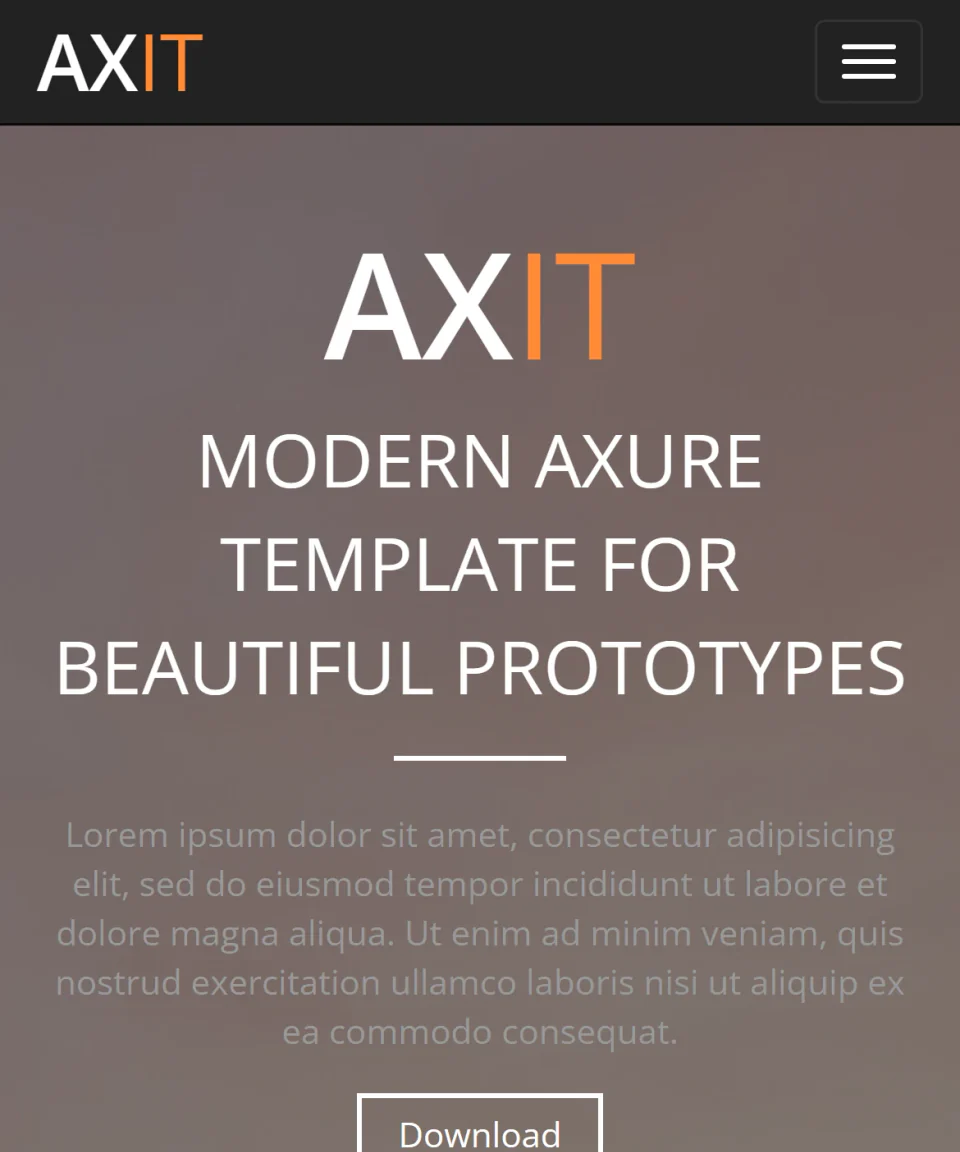 AXIT
AXIT
MODERN AXURE
TEMPLATE FOR
BEAUTIFUL PROTOTYPES
Lorem ipsum dolor sit amet, consectetur adipisicing
elit, sed do eiusmod tempor incididunt ut labore et
dolore magna aliqua. Ut enim ad minim veniam, quis
nostrud exercitation ullamco laboris nisi ut aliquip ex
ea commodo consequat.
Download